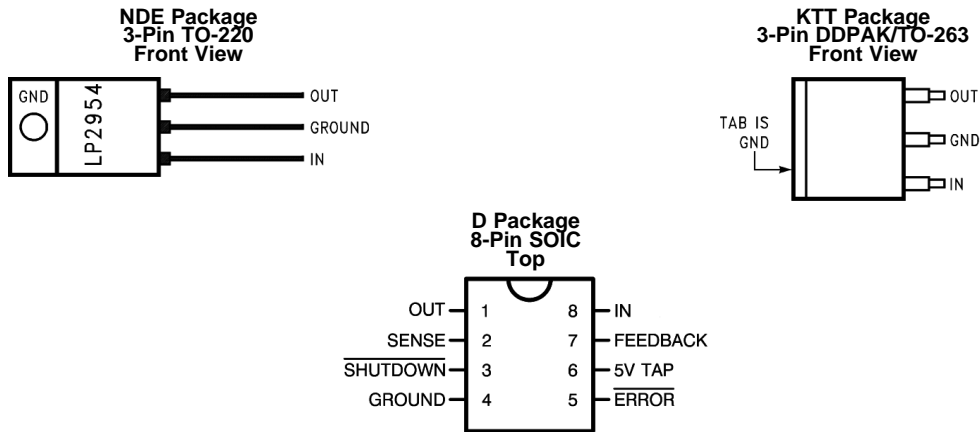 NDE Package
3-Pin TO-220
Front View
GND
LP2954
OUT
GROUND
IN
KTT Package
3-Pin DDPAK/TO-263
Front View
TAB IS
GND
OUT
GND
IN
D Package
8-Pin SOIC
Top
OUT 1 8 IN
SENSE 2 7 FEEDBACK
SHUTDOWN 3 6 5V TAP
GROUND 4 5 ERROR